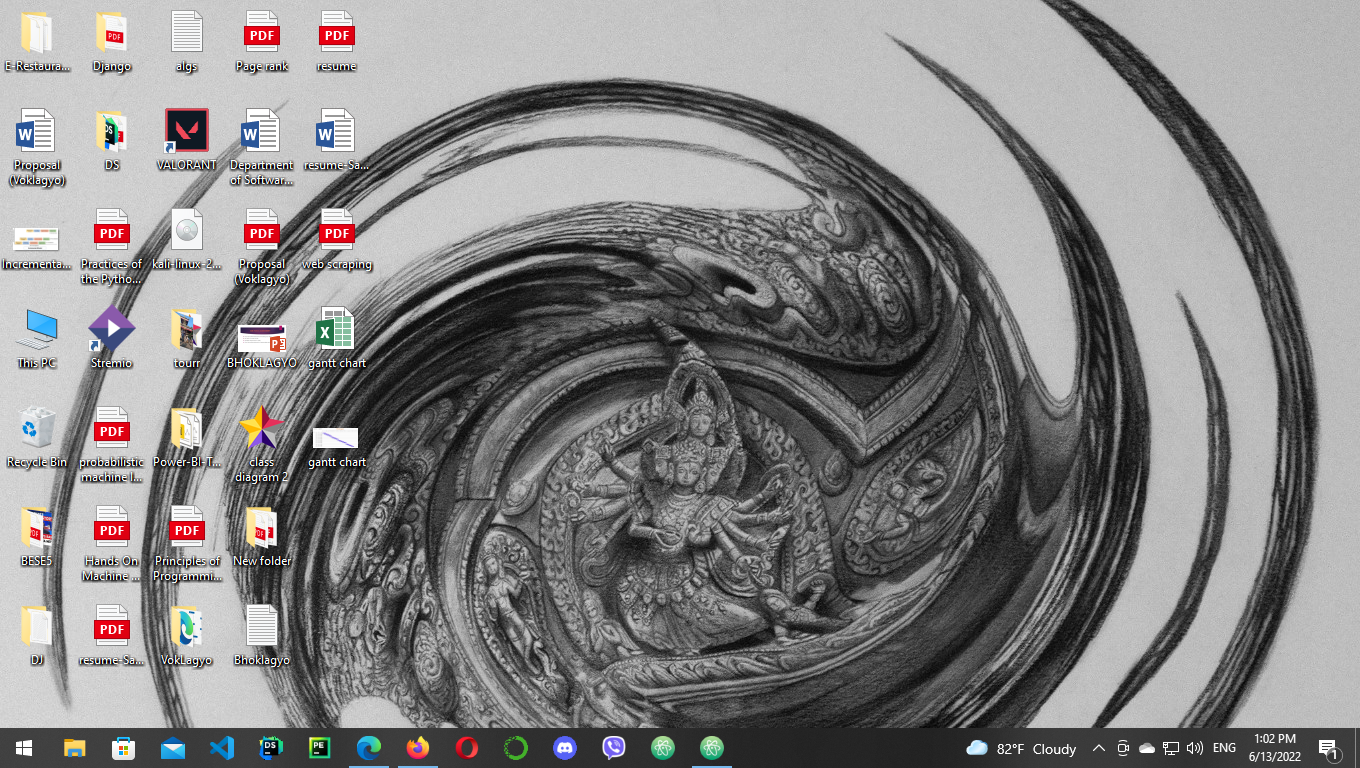 E-Restaura...
Django
algs
PDF
Page rank
PDF
resume
Proposal
(Voklagyo)
DS
VALORANT
Department
of Softwar...
resume-Sa...
Incrementa...
PDF
Practices of
the Pytho...
kali-linux-2...
PDF
Proposal
(Voklagyo)
PDF
web scraping
This PC
Stremio
tourr
BHOKLAGYO
gantt chart
Recycle Bin
PDF
probabilistic
machine l...
Power-BI-T...
class
diagram 2
gantt chart
BESE5
PDF
Hands On
Machine ...
PDF
Principles of
Programmi...
New folder
DJ
PDF
resume-Sa...
VokLagyo
Bhoklagyo
82°F Cloudy
ENG
1:02 PM
6/13/2022
1